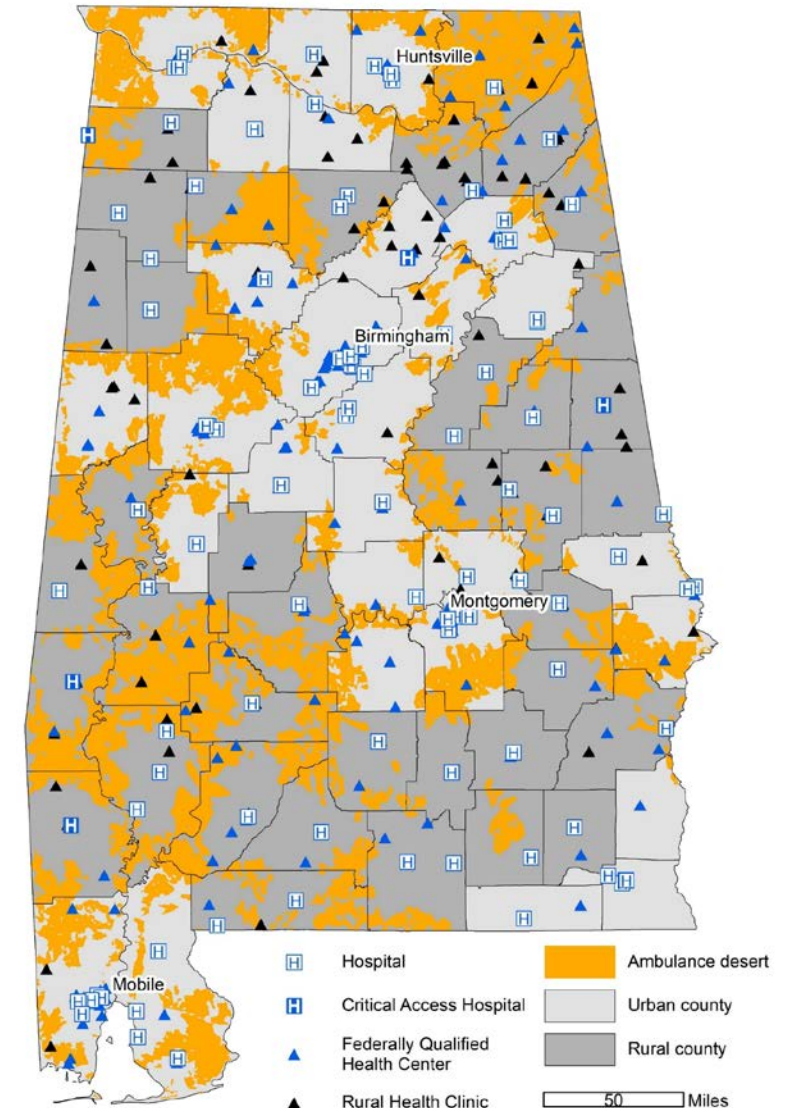 Huntsville
Birmingham
Montgomery
Mobile
Hospital
Critical Access Hospital
Federally Qualified
Health Center
Rural Health Clinic
Ambulance desert
Urban county
Rural county
50 Miles